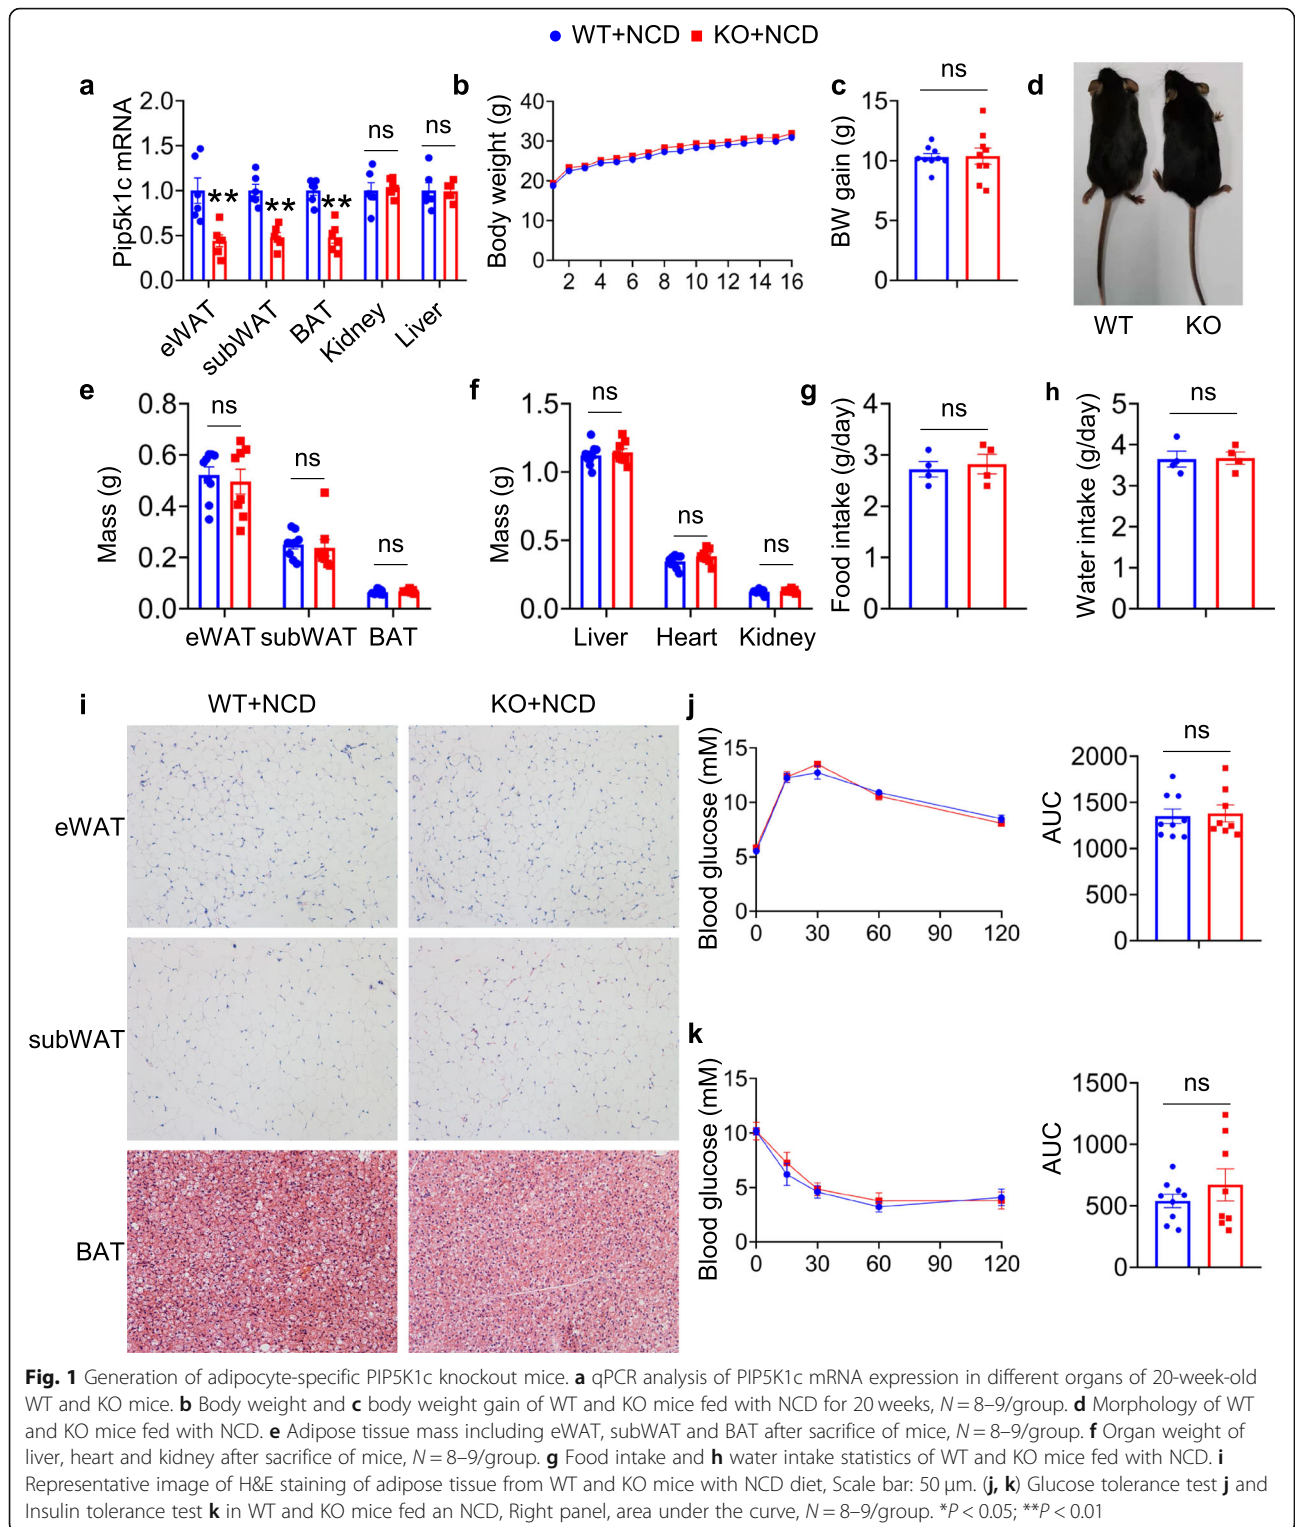 WT+NCD KO+NCD
a
Pip5k1c mRNA
2.0
1.5
1.0
0.5
0.0
** ** ** ns ns
eWAT subWAT BAT Kidney Liver
b
Body weight (g)
40
30
20
10
0
2 4 6 8 10 12 14 16
c
BW gain (g)
15
10
5
0
ns
d
WT KO
e
Mass (g)
0.8
0.6
0.4
0.2
0.0
ns ns ns
eWAT subWAT BAT
f
Mass (g)
1.5
1.0
0.5
0.0
ns ns ns
Liver Heart Kidney
g
Food intake (g/day)
4
3
2
1
0
ns
h
Water intake (g/day)
5
4
3
2
1
0
ns
i
WT+NCD KO+NCD
eWAT
subWAT
BAT
j
Blood glucose (mM)
15
10
5
0
0 30 60 90 120
AUC
2000
1500
1000
500
0
ns
k
Blood glucose (mM)
15
10
5
0
0 30 60 90 120
AUC
1500
1000
500
0
ns
Fig. 1 Generation of adipocyte-specific PIP5K1c knockout mice. a qPCR analysis of PIP5K1c mRNA expression in different organs of 20-week-old
WT and KO mice. b Body weight and c body weight gain of WT and KO mice fed with NCD for 20 weeks, N = 8–9/group. d Morphology of WT
and KO mice fed with NCD. e Adipose tissue mass including eWAT, subWAT and BAT after sacrifice of mice, N = 8–9/group. f Organ weight of
liver, heart and kidney after sacrifice of mice, N = 8–9/group. g Food intake and h water intake statistics of WT and KO mice fed with NCD. i
Representative image of H&E staining of adipose tissue from WT and KO mice with NCD diet, Scale bar: 50 μm. (j, k) Glucose tolerance test j and
Insulin tolerance test k in WT and KO mice fed an NCD, Right panel, area under the curve, N = 8–9/group. *P < 0.05; **P < 0.01